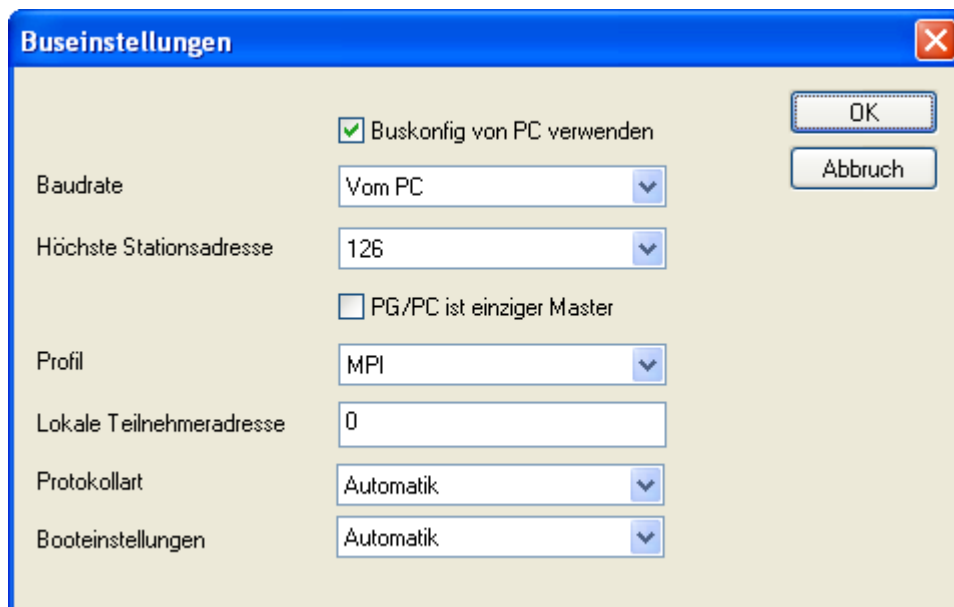 Buseinstellungen
Buskonfig von PC verwenden
OK
Abbruch
Baudrate
Vom PC
Höchste Stationsadresse
126
PG/PC ist einziger Master
Profil
MPI
Lokale Teilnehmeradresse
0
Protokollart
Automatik
Booteinstellungen
Automatik